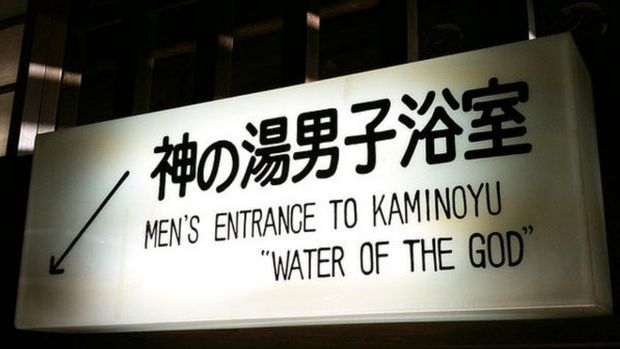 神の湯男子浴室
MEN'S ENTRANCE TO KAMINOYU
"WATER OF THE GOD"